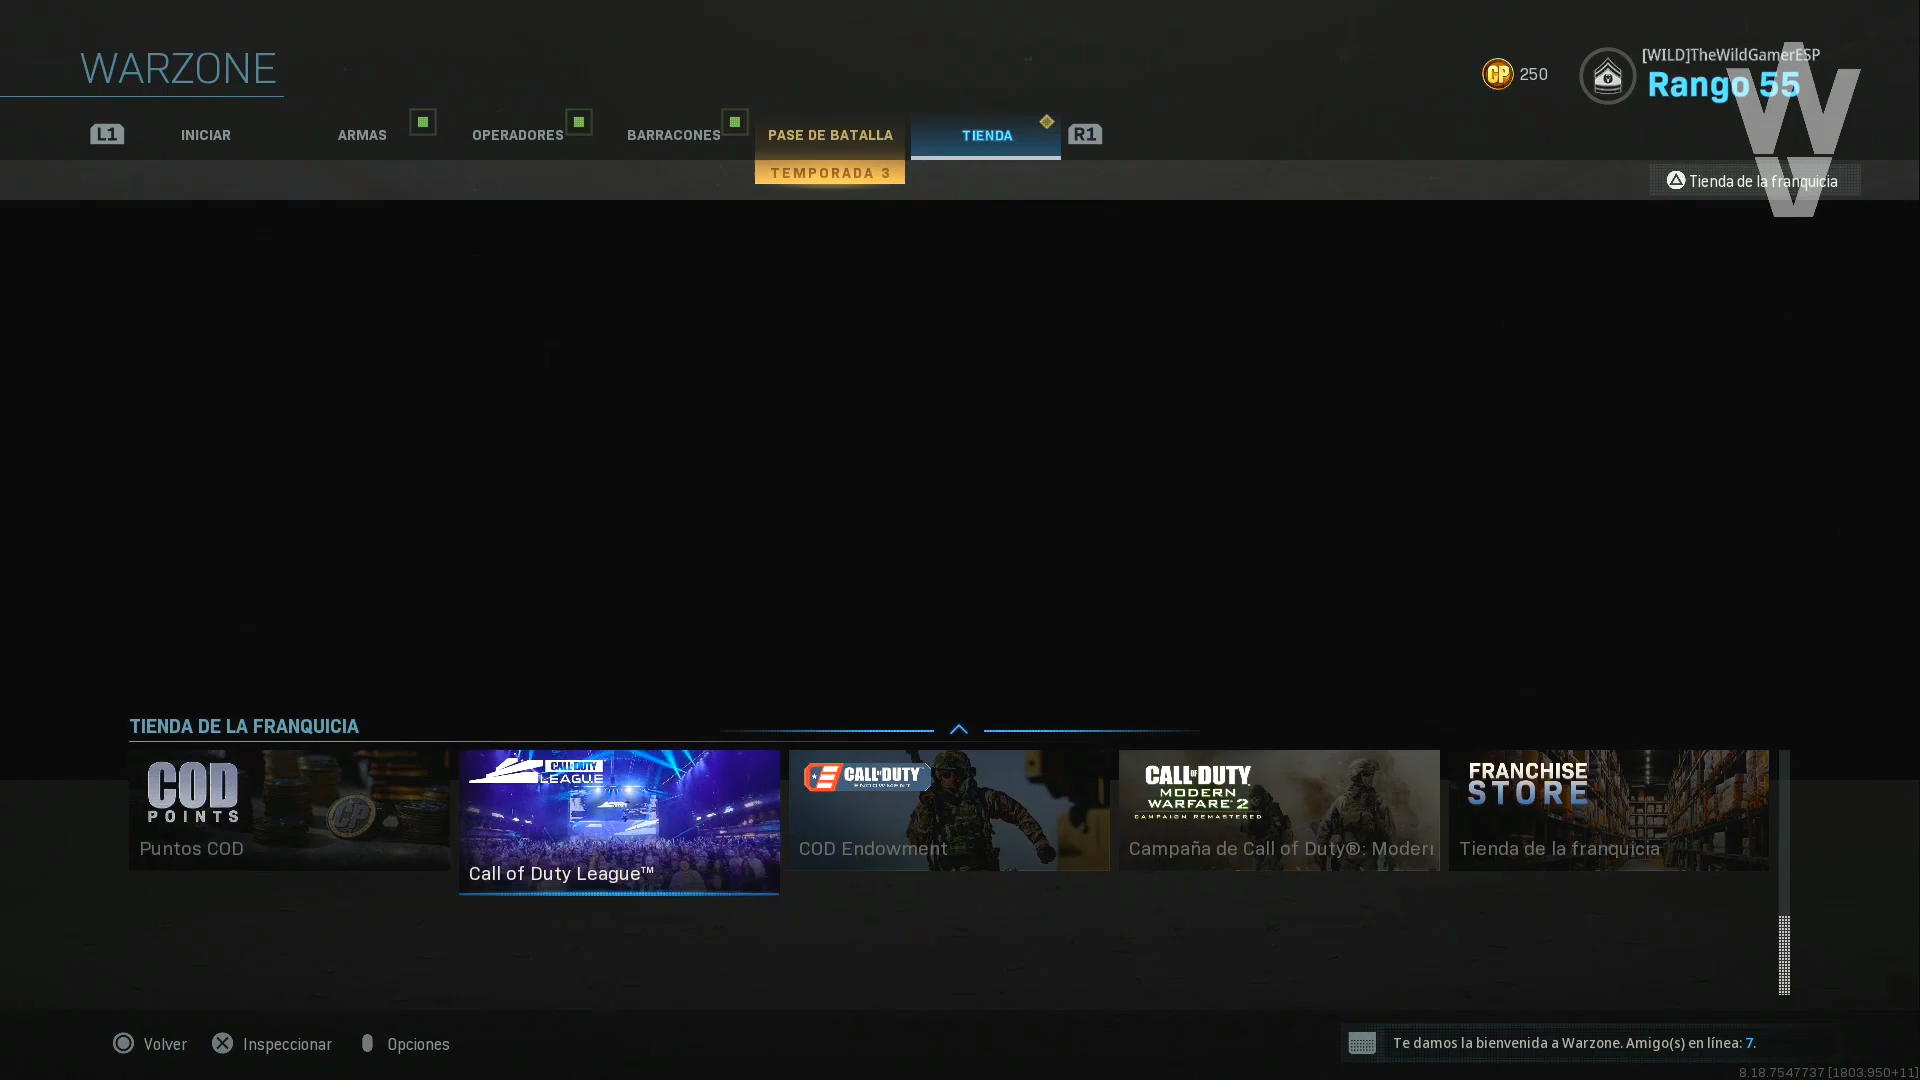 WARZONE
CP 250
[WILD]TheWildGamerESP
Rango 55
L1 INICIAR ARMAS OPERADORES BARRACONES PASE DE BATALLA TIENDA R1
TEMPORADA 3
Tienda de la franquicia
TIENDA DE LA FRANQUICIA
COD
POINTS
Puntos COD
CALL OF DUTY
LEAGUE
Call of Duty League™
CALL OF DUTY
ENDOWMENT
COD Endowment
CALL OF DUTY
MODERN
WARFARE 2
CAMPAIGN REMASTERED
Campaña de Call of Duty®: Modern
FRANCHISE
STORE
Tienda de la franquicia
Volver Inspeccionar Opciones
Te damos la bienvenida a Warzone. Amigo(s) en línea: 7.
8.18.7547737 [1803:950+11]